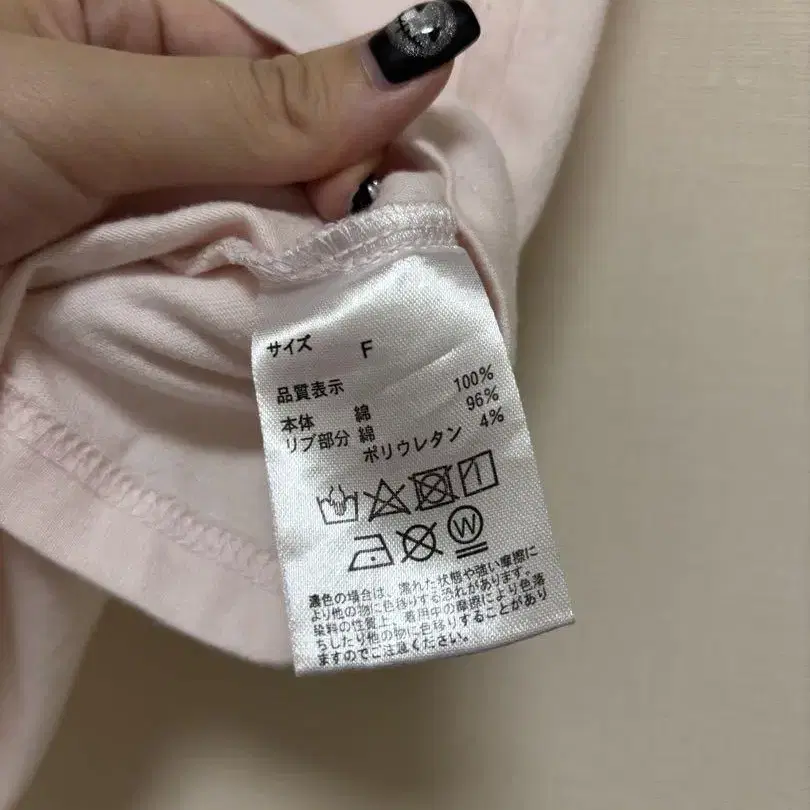 サイズ F
品質表示
本体 綿 100%
リブ部分 綿 96%
ポリウレタン 4%
W
濃色の場合は、濡れた状態や強い摩擦に
より他の物に色移りする恐れがあります。
染料の性質上、着用中の摩擦により色落
ちしたり他の物に色移りすることがあり
ますのでご注意ください。